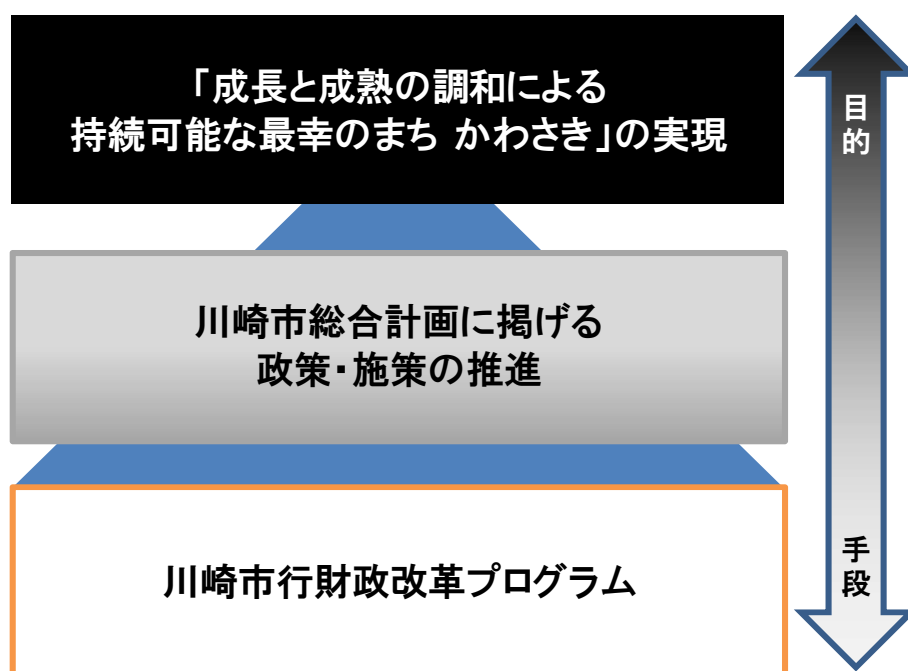 「成長と成熟の調和による
持続可能な最幸のまち かわさき」の実現
川崎市総合計画に掲げる
政策・施策の推進
川崎市行財政改革プログラム
目的
手段